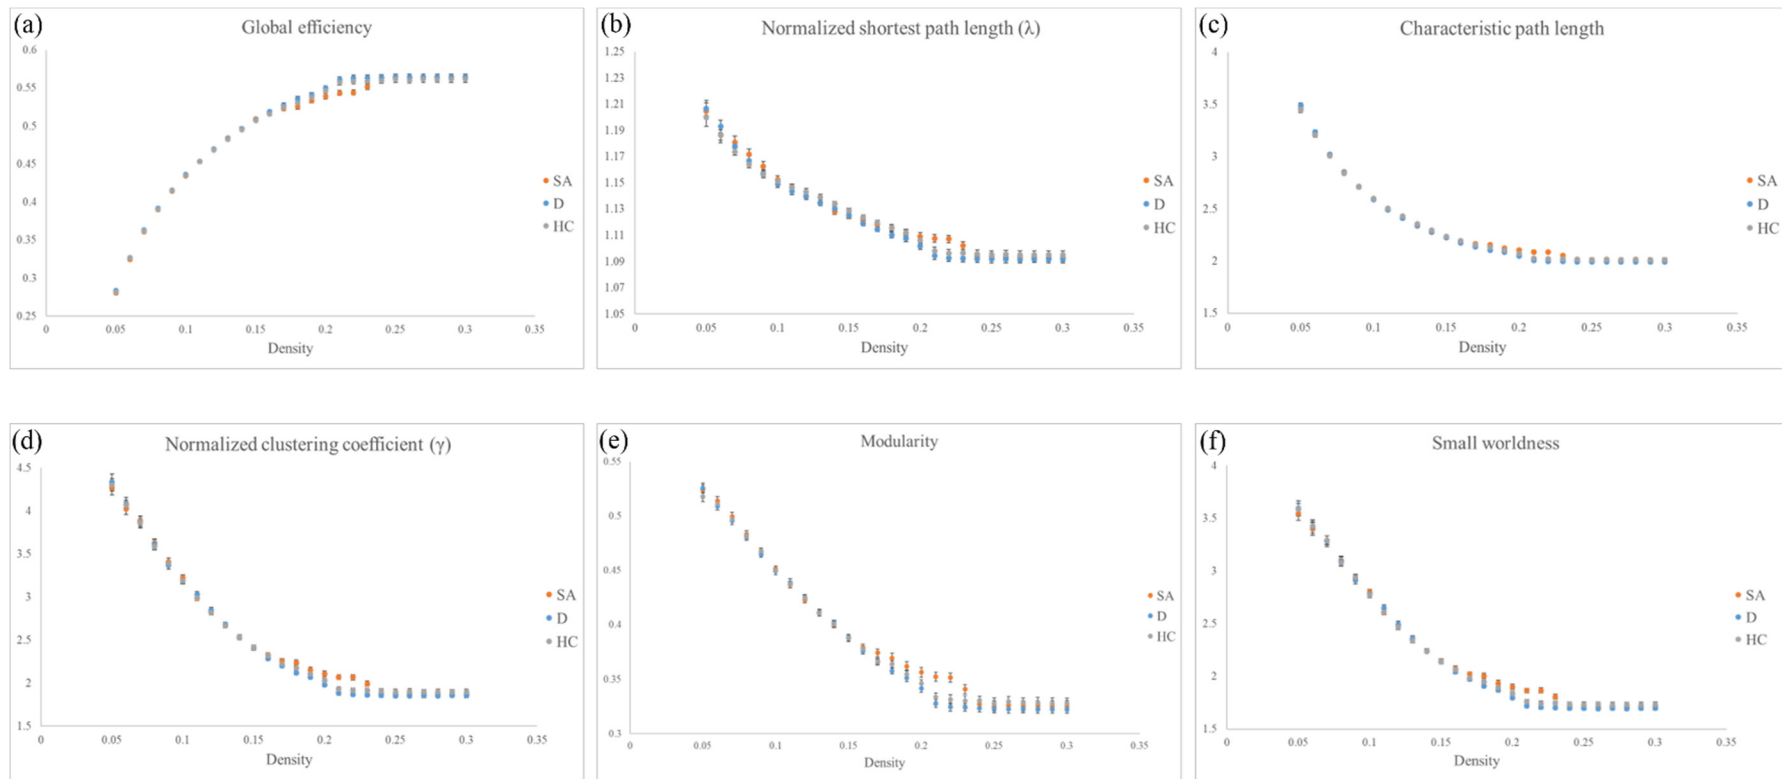 (a)
Global efficiency
0.6
0.55
0.5
0.45
0.4
0.35
0.3
0.25
0 0.05 0.1 0.15 0.2 0.25 0.3 0.35
Density
SA
D
HC
(b)
Normalized shortest path length (λ)
1.25
1.23
1.21
1.19
1.17
1.15
1.13
1.11
1.09
1.07
1.05
0 0.05 0.1 0.15 0.2 0.25 0.3 0.35
Density
SA
D
HC
(c)
Characteristic path length
4
3.5
3
2.5
2
1.5
0 0.05 0.1 0.15 0.2 0.25 0.3 0.35
Density
SA
D
HC
(d)
Normalized clustering coefficient (γ)
4.5
4
3.5
3
2.5
2
1.5
0 0.05 0.1 0.15 0.2 0.25 0.3 0.35
Density
SA
D
HC
(e)
Modularity
0.55
0.5
0.45
0.4
0.35
0.3
0 0.05 0.1 0.15 0.2 0.25 0.3 0.35
Density
SA
D
HC
(f)
Small worldness
4
3.5
3
2.5
2
1.5
0 0.05 0.1 0.15 0.2 0.25 0.3 0.35
Density
SA
D
HC